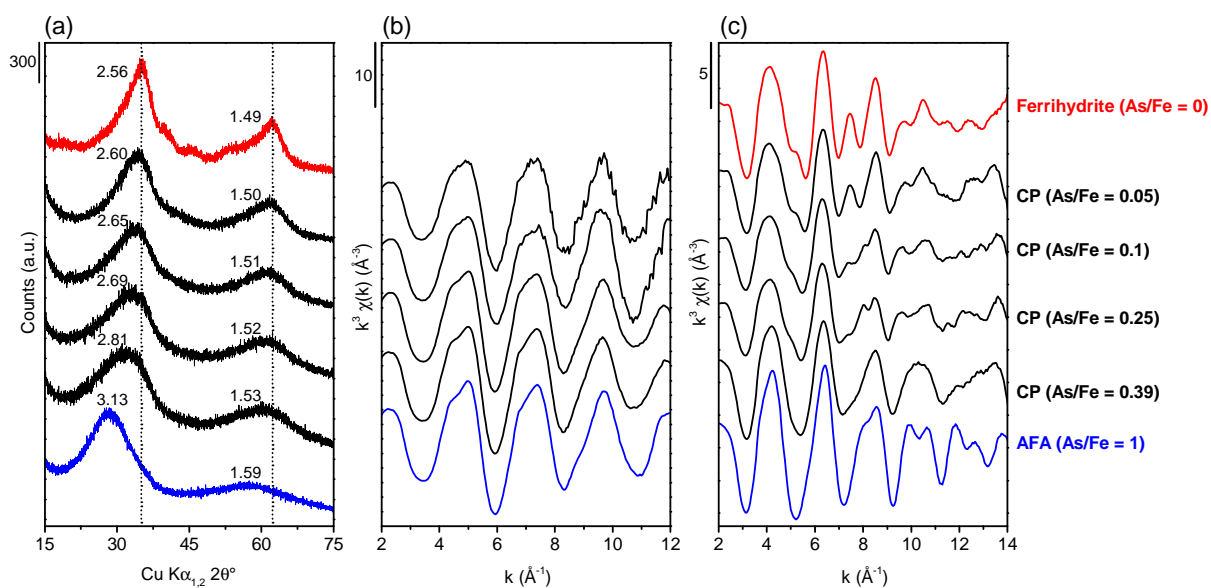 (a)
(b)
(c)
300
10
5
2.56
1.49
2.60
1.50
2.65
1.51
2.69
1.52
2.81
1.53
3.13
1.59
Counts (a.u.)
k³ χ(k) (Å⁻³)
k³ χ(k) (Å⁻³)
Ferrihydrite (As/Fe = 0)
CP (As/Fe = 0.05)
CP (As/Fe = 0.1)
CP (As/Fe = 0.25)
CP (As/Fe = 0.39)
AFA (As/Fe = 1)
15 30 45 60 75
2 4 6 8 10 12
2 4 6 8 10 12 14
Cu Kα₁,₂ 2θ°
k (Å⁻¹)
k (Å⁻¹)